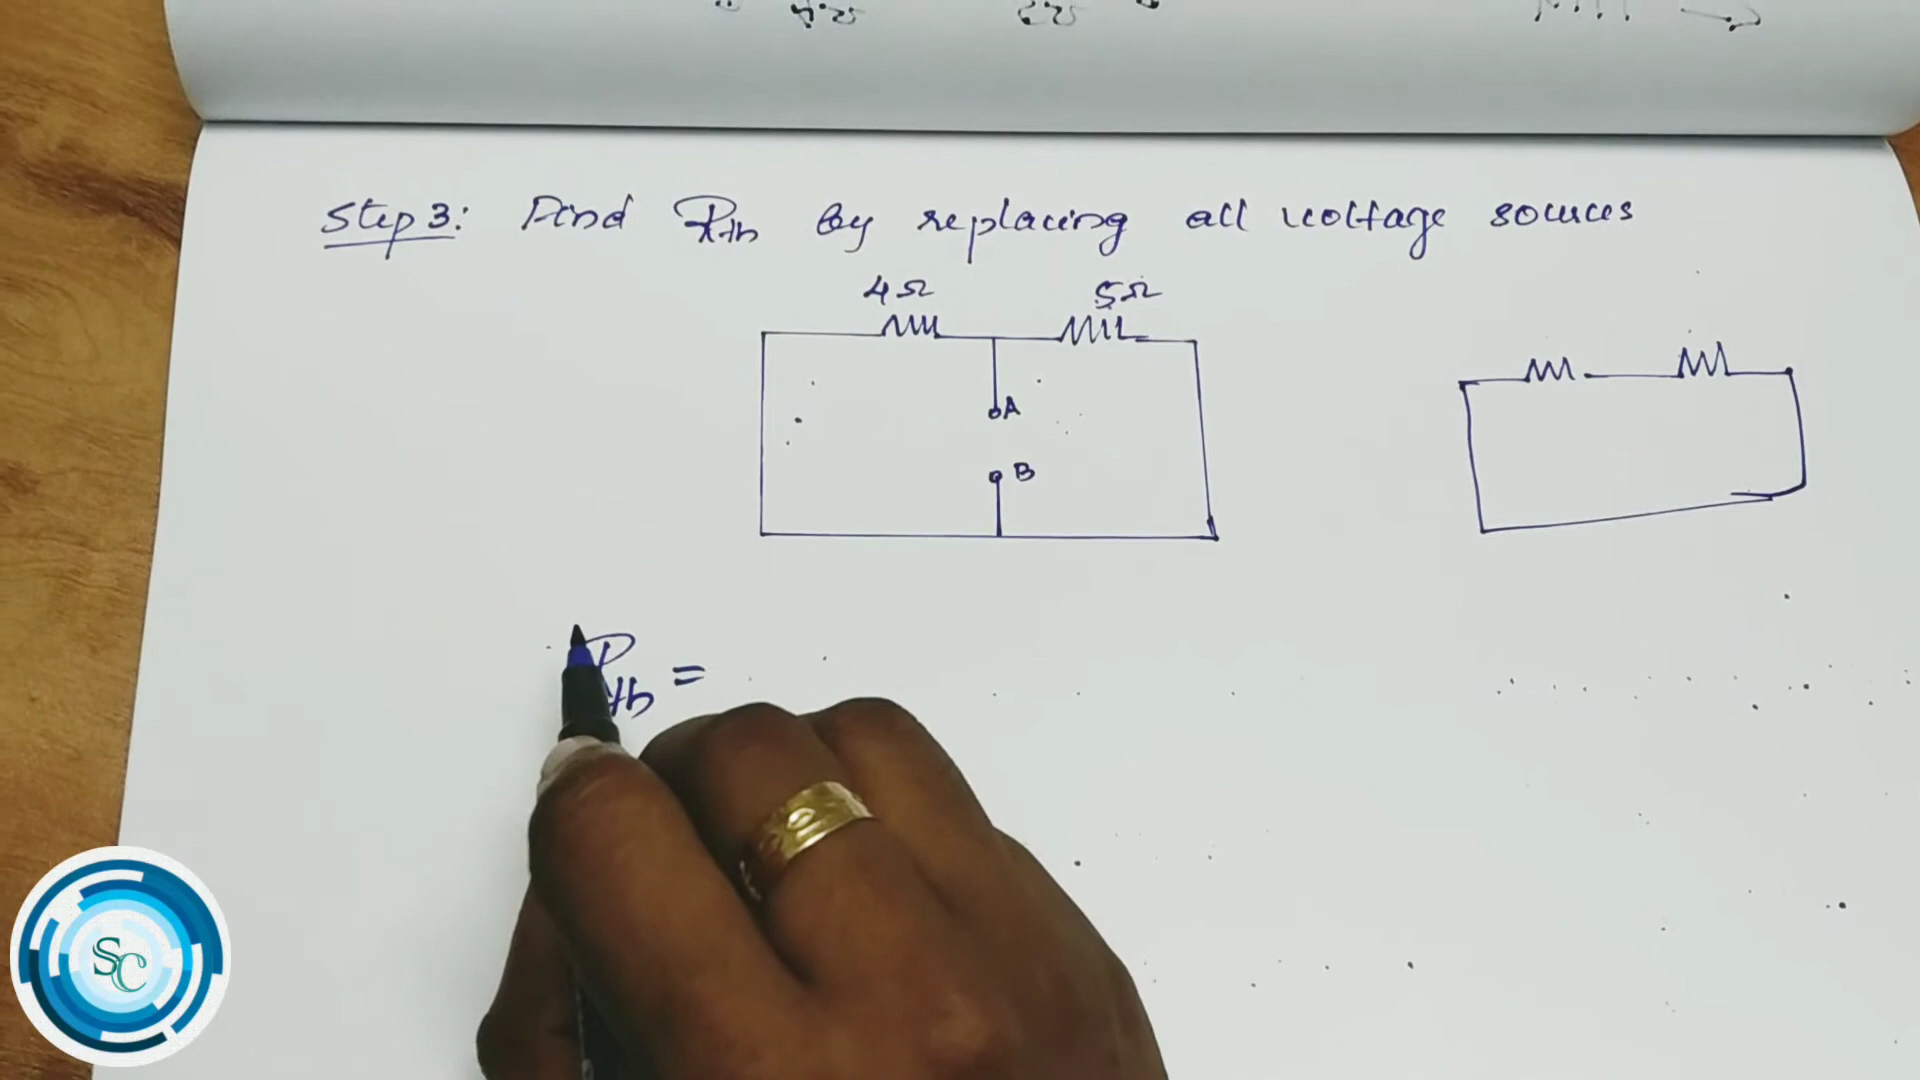 Step 3: Find Rth by replacing all voltage sources
4Ω 5Ω
A
B
Rth =
SC